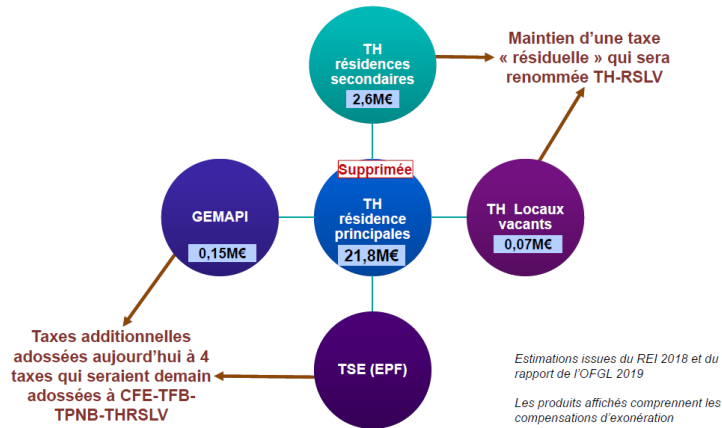 TH
résidences
secondaires
2,6M€
Maintien d’une taxe
« résiduelle » qui sera
renommée TH-RSLV
Supprimée
TH
résidence
principales
21,8M€
GEMAPI
0,15M€
TH Locaux
vacants
0,07M€
TSE (EPF)
Taxes additionnelles
adossées aujourd’hui à 4
taxes qui seraient demain
adossées à CFE-TFB-
TPNB-THRSLV
Estimations issues du REI 2018 et du
rapport de l’OFGL 2019
Les produits affichés comprennent les
compensations d’exonération